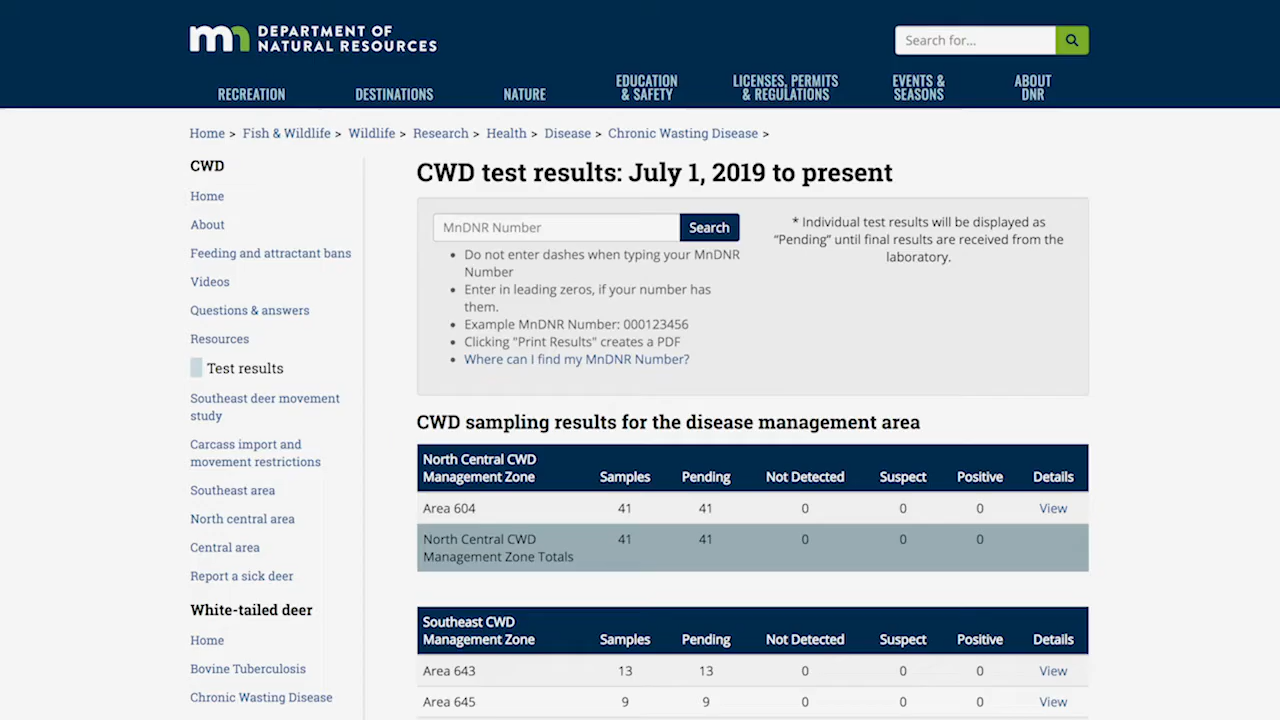 mn DEPARTMENT OF
NATURAL RESOURCES
Search for...
RECREATION
DESTINATIONS
NATURE
EDUCATION
& SAFETY
LICENSES, PERMITS
& REGULATIONS
EVENTS &
SEASONS
ABOUT
DNR
Home > Fish & Wildlife > Wildlife > Research > Health > Disease > Chronic Wasting Disease >
CWD
Home
About
Feeding and attractant bans
Videos
Questions & answers
Resources
Test results
Southeast deer movement
study
Carcass import and
movement restrictions
Southeast area
North central area
Central area
Report a sick deer
White-tailed deer
Home
Bovine Tuberculosis
Chronic Wasting Disease
CWD test results: July 1, 2019 to present
MnDNR Number Search
• Do not enter dashes when typing your MnDNR
Number
• Enter in leading zeros, if your number has
them.
• Example MnDNR Number: 000123456
• Clicking "Print Results" creates a PDF
• Where can I find my MnDNR Number?
* Individual test results will be displayed as
“Pending” until final results are received from the
laboratory.
CWD sampling results for the disease management area
North Central CWD
Management Zone Samples Pending Not Detected Suspect Positive Details
Area 604 41 41 0 0 0 View
North Central CWD 41 41 0 0 0
Management Zone Totals
Southeast CWD
Management Zone Samples Pending Not Detected Suspect Positive Details
Area 643 13 13 0 0 0 View
Area 645 9 9 0 0 0 View